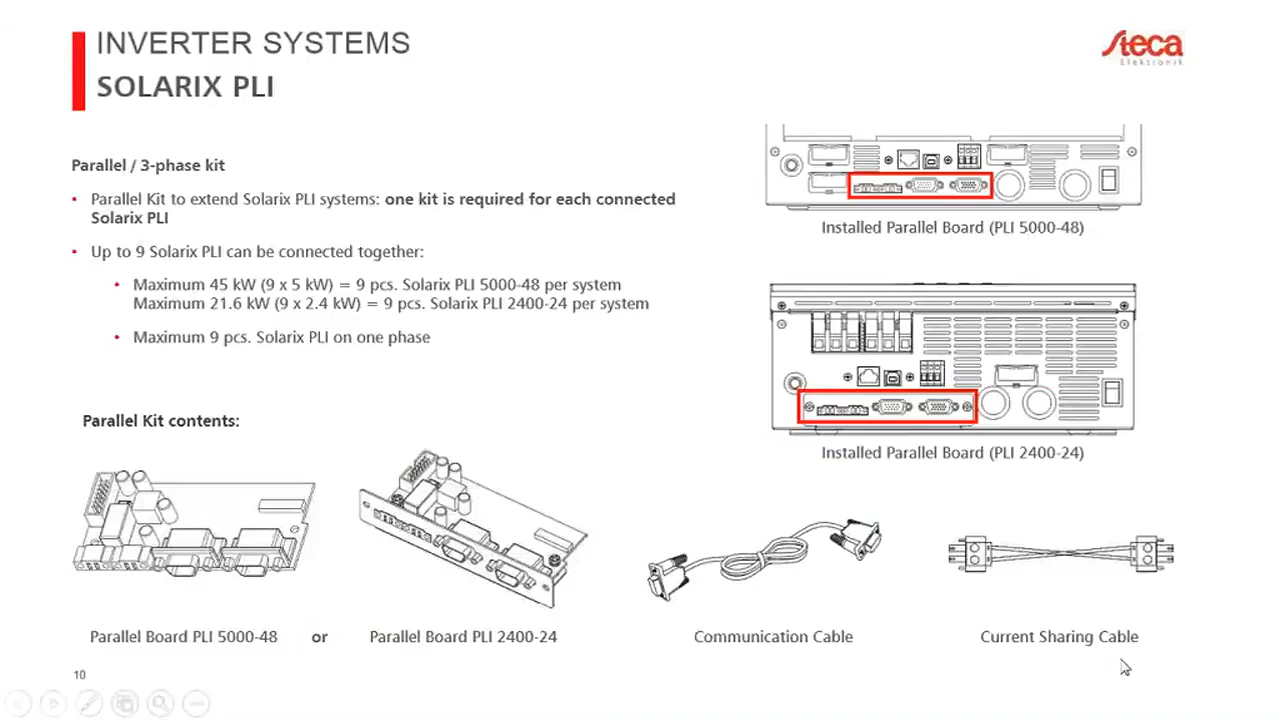 INVERTER SYSTEMS
SOLARIX PLI
Steca
Elektronik
Parallel / 3-phase kit
• Parallel Kit to extend Solarix PLI systems: one kit is required for each connected
Solarix PLI
• Up to 9 Solarix PLI can be connected together:
• Maximum 45 kW (9 x 5 kW) = 9 pcs. Solarix PLI 5000-48 per system
Maximum 21.6 kW (9 x 2.4 kW) = 9 pcs. Solarix PLI 2400-24 per system
• Maximum 9 pcs. Solarix PLI on one phase
Installed Parallel Board (PLI 5000-48)
Installed Parallel Board (PLI 2400-24)
Parallel Kit contents:
Parallel Board PLI 5000-48 or Parallel Board PLI 2400-24
Communication Cable
Current Sharing Cable
10